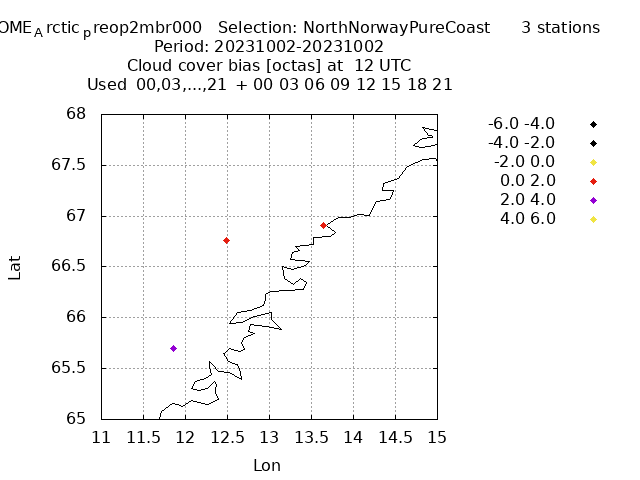 OME A rctic p reop2mbr000 Selection: NorthNorwayPureCoast 3 stations
Period: 20231002-20231002
Cloud cover bias [octas] at 12 UTC
Used 00,03,...,21 + 00 03 06 09 12 15 18 21
68
67.5
67
66.5
66
65.5
65
Lat
11 11.5 12 12.5 13 13.5 14 14.5 15
Lon
-6.0 -4.0
-4.0 -2.0
-2.0 0.0
0.0 2.0
2.0 4.0
4.0 6.0